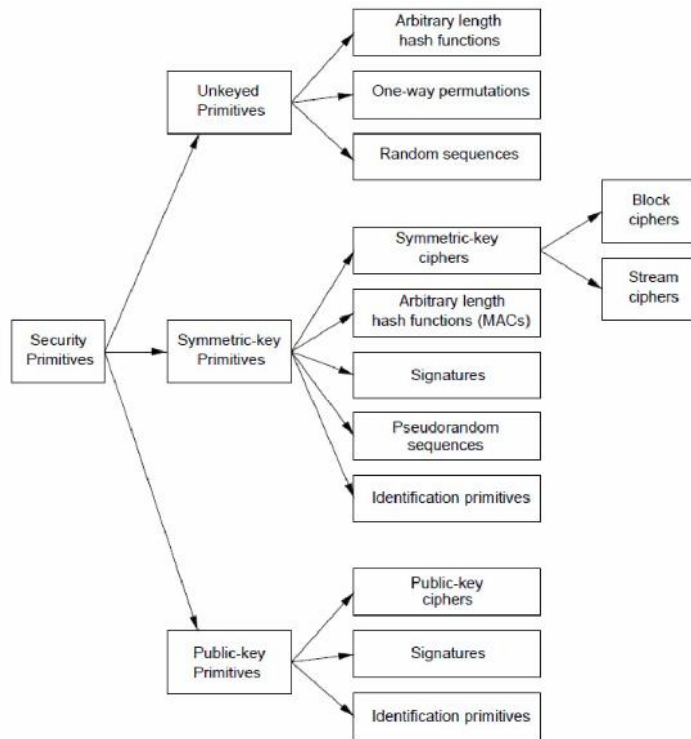 Arbitrary length
hash functions
Unkeyed
Primitives
One-way permutations
Random sequences
Block
ciphers
Symmetric-key
ciphers
Stream
ciphers
Arbitrary length
hash functions (MACs)
Security
Primitives
Symmetric-key
Primitives
Signatures
Pseudorandom
sequences
Identification primitives
Public-key
ciphers
Public-key
Primitives
Signatures
Identification primitives